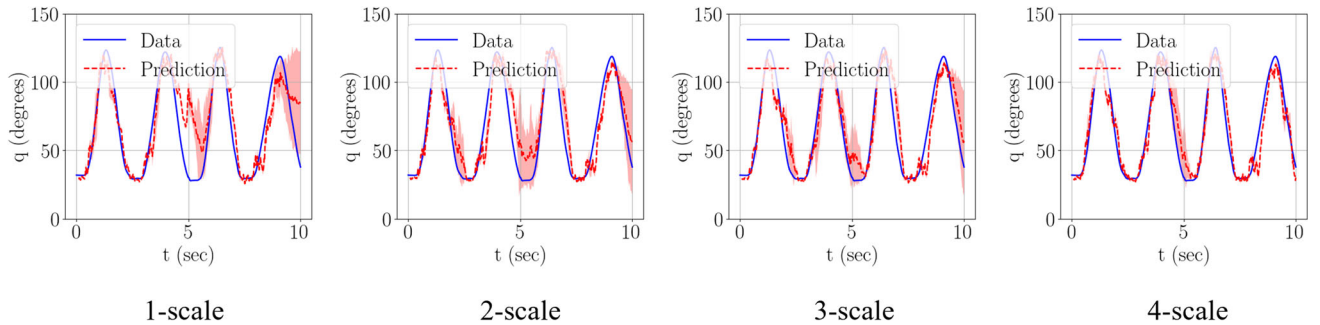 150
100
50
0
q (degrees)
Data
Prediction
0
5
10
t (sec)
1-scale
150
100
50
0
q (degrees)
Data
Prediction
0
5
10
t (sec)
2-scale
150
100
50
0
q (degrees)
Data
Prediction
0
5
10
t (sec)
3-scale
150
100
50
0
q (degrees)
Data
Prediction
0
5
10
t (sec)
4-scale